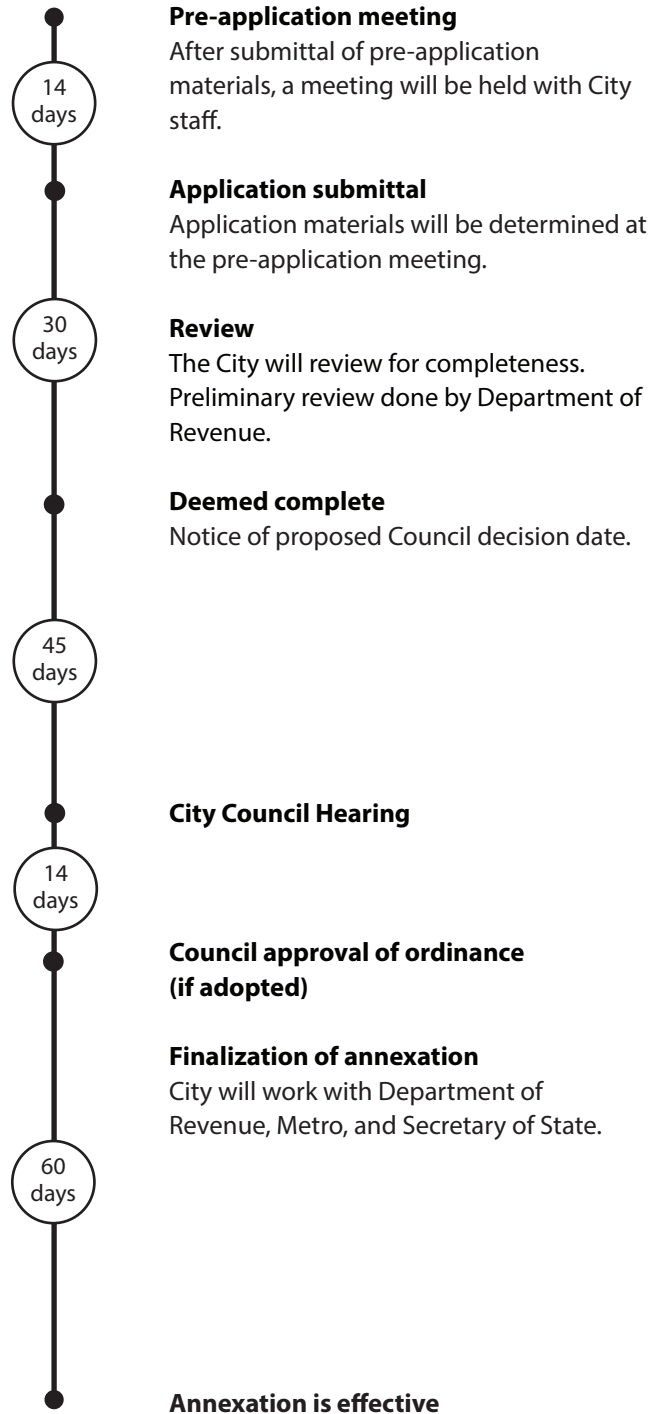 Pre-application meeting
After submittal of pre-application
materials, a meeting will be held with City
staff.
14
days
Application submittal
Application materials will be determined at
the pre-application meeting.
30
days
Review
The City will review for completeness.
Preliminary review done by Department of
Revenue.
Deemed complete
Notice of proposed Council decision date.
45
days
City Council Hearing
14
days
Council approval of ordinance
(if adopted)
Finalization of annexation
City will work with Department of
Revenue, Metro, and Secretary of State.
60
days
Annexation is effective